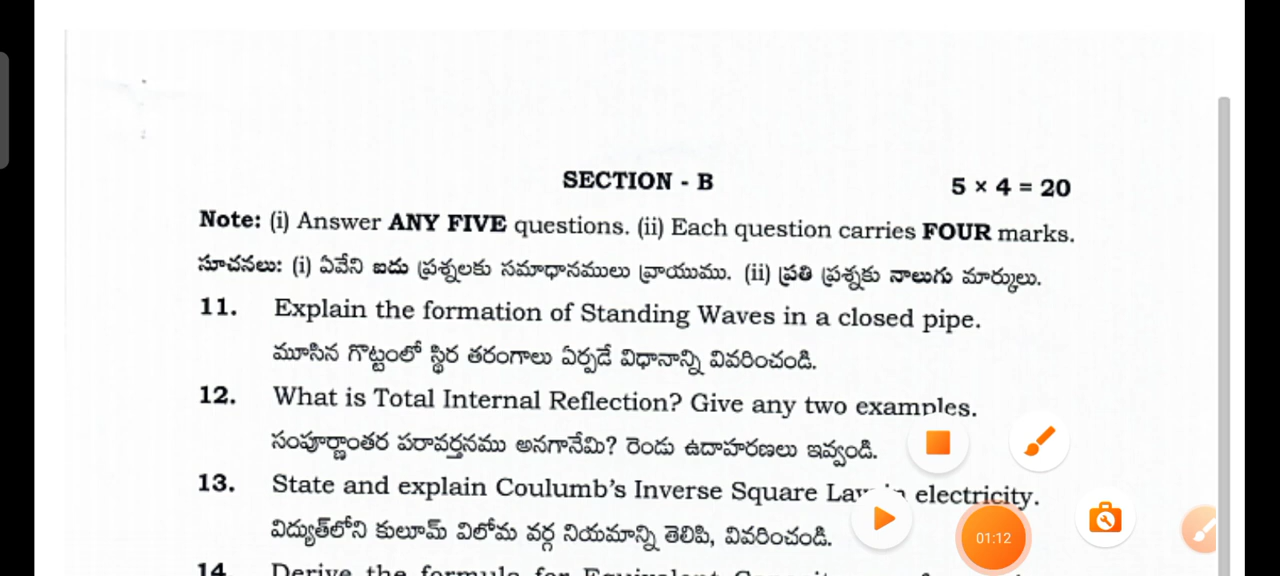 SECTION - B
5 × 4 = 20
Note: (i) Answer ANY FIVE questions. (ii) Each question carries FOUR marks.
సూచనలు: (i) ఏవేని ఐదు ప్రశ్నలకు సమాధానములు వ్రాయుము. (ii) ప్రతి ప్రశ్నకు నాలుగు మార్కులు.
11. Explain the formation of Standing Waves in a closed pipe.
మూసిన గొట్టంలో స్థిర తరంగాలు ఏర్పడే విధానాన్ని వివరించండి.
12. What is Total Internal Reflection? Give any two examples.
సంపూర్ణాంతర పరావర్తనము అనగానేమి? రెండు ఉదాహరణలు ఇవ్వండి.
13. State and explain Coulumb's Inverse Square Law in electricity.
విద్యుత్‌లోని కులూమ్ విలోమ వర్గ నియమాన్ని తెలిపి, వివరించండి.
14. Derive the formula for Equivalent
01:12